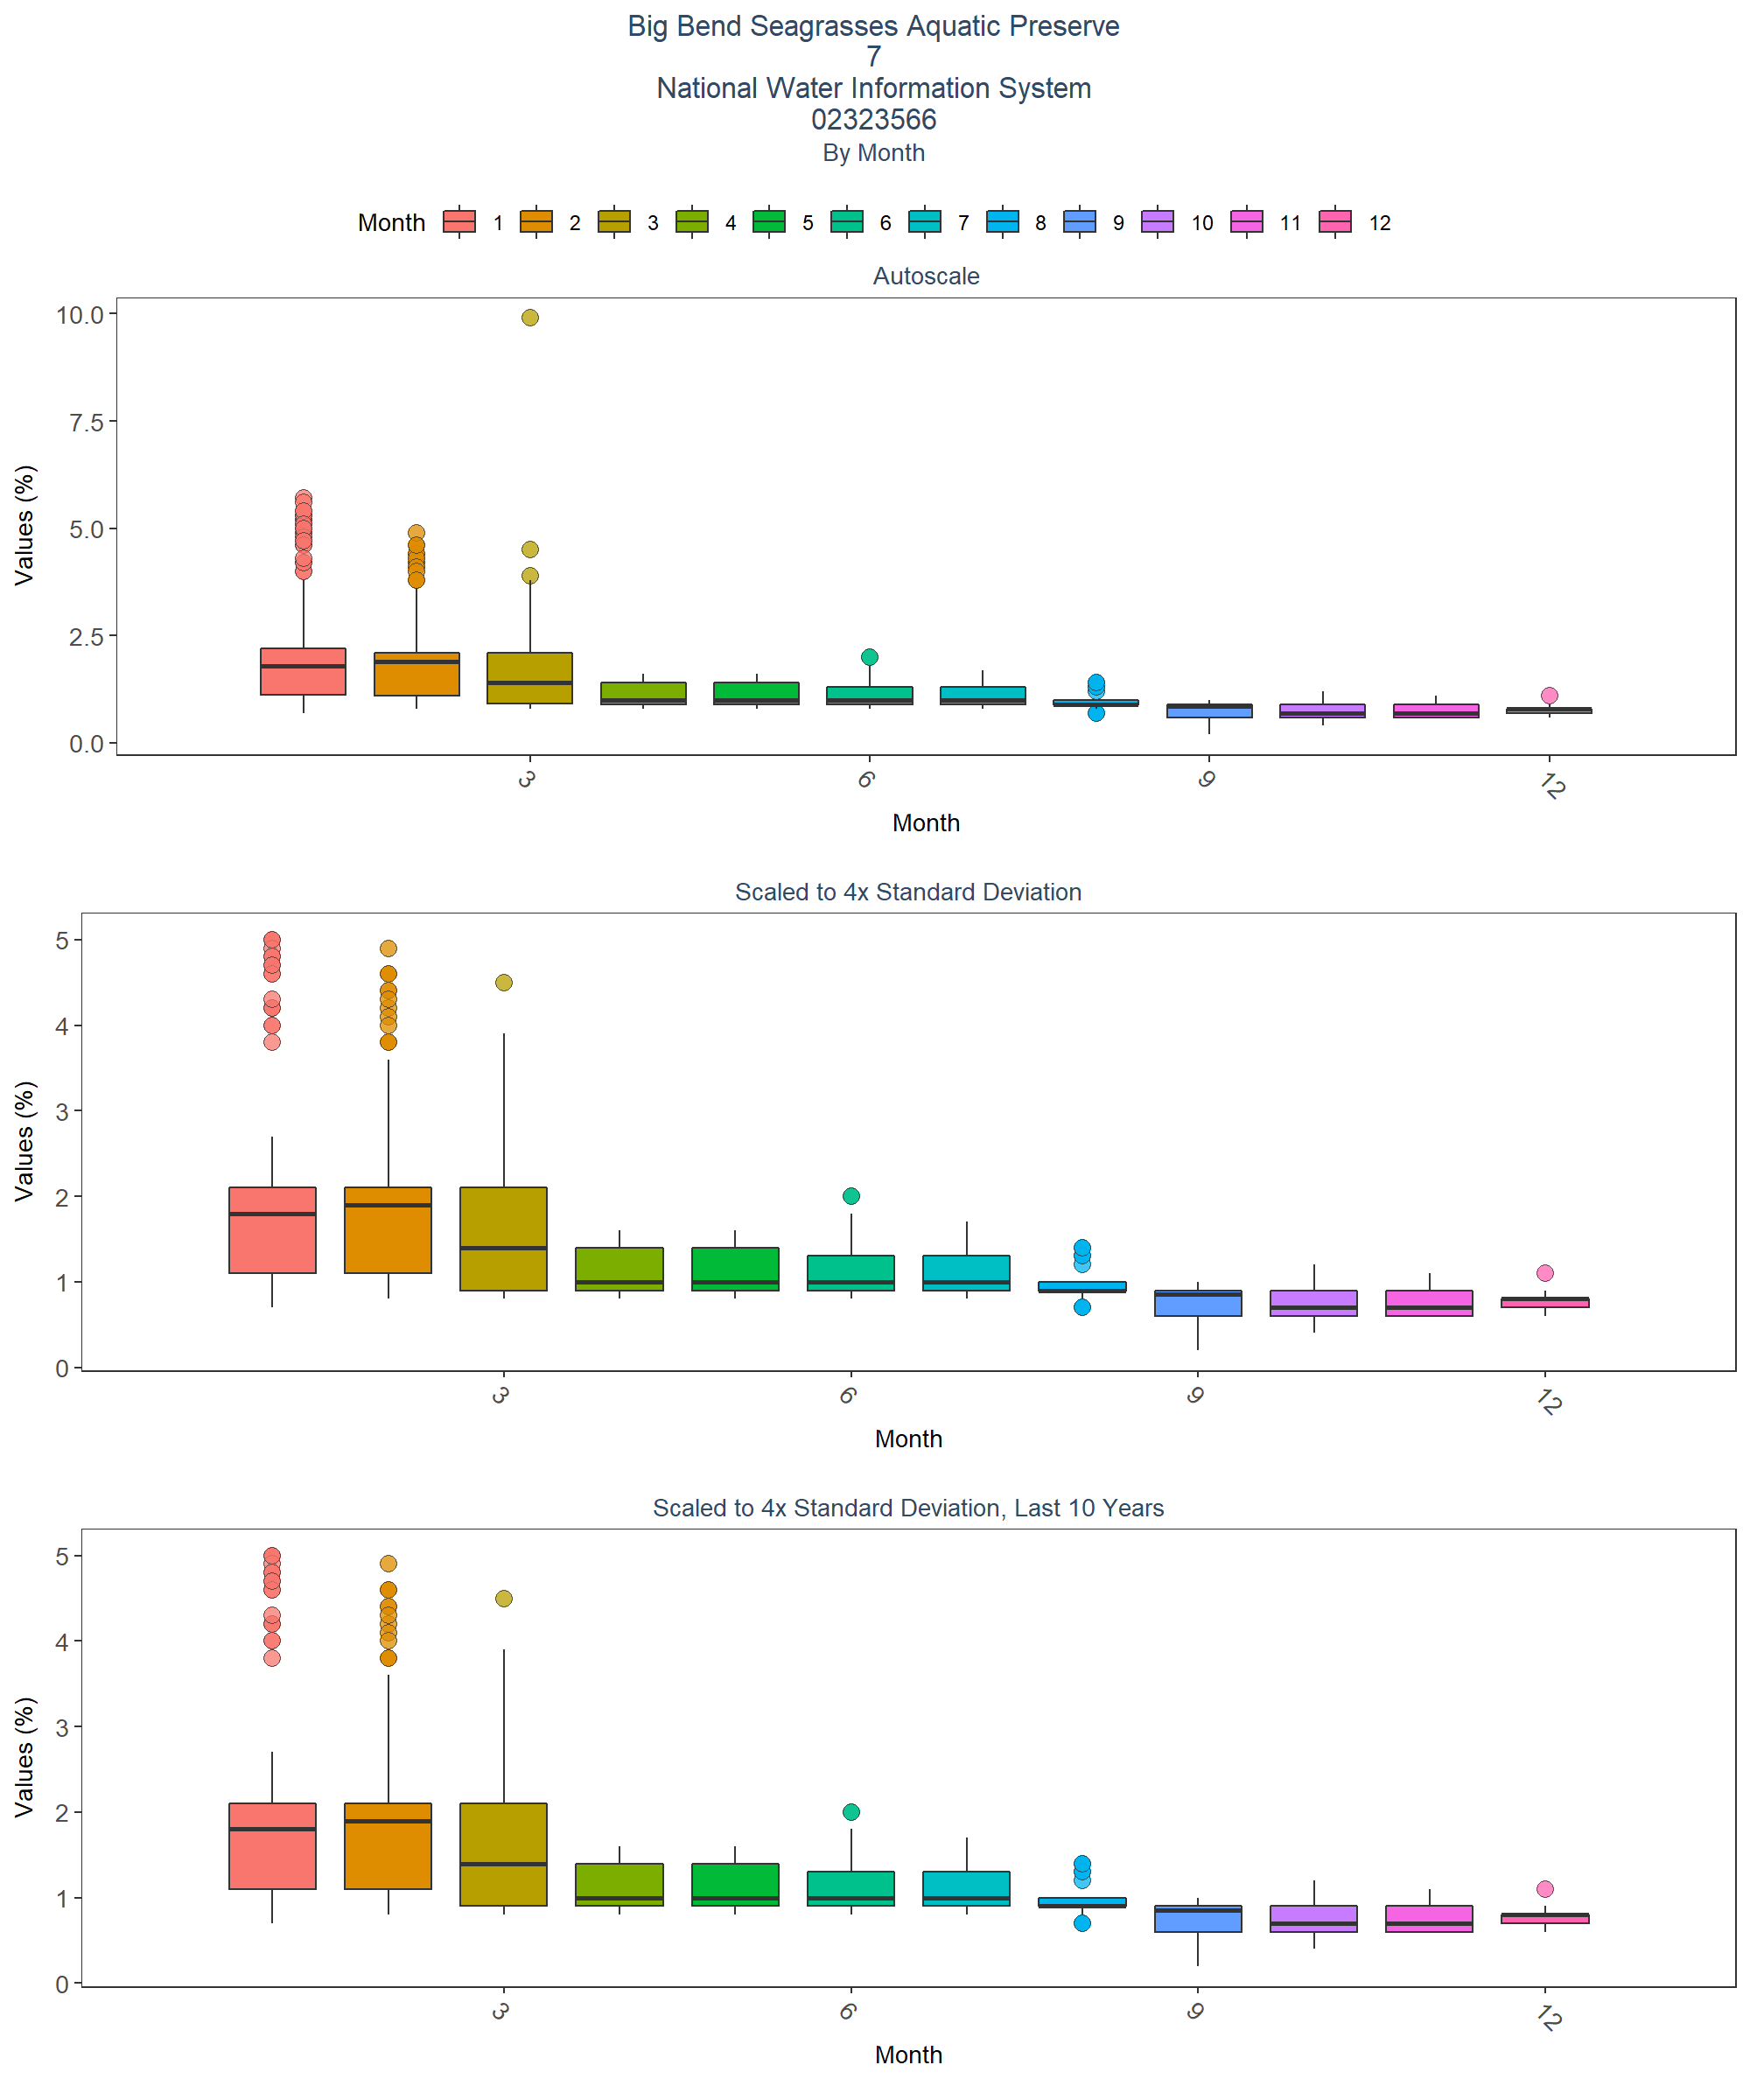 Big Bend Seagrasses Aquatic Preserve
7
National Water Information System
02323566
By Month
Month 1 2 3 4 5 6 7 8 9 10 11 12
Autoscale
10.0
7.5
5.0
2.5
0.0
Values (%)
3 6 9 12
Month
Scaled to 4x Standard Deviation
5
4
3
2
1
0
Values (%)
3 6 9 12
Month
Scaled to 4x Standard Deviation, Last 10 Years
5
4
3
2
1
0
Values (%)
3 6 9 12
Month